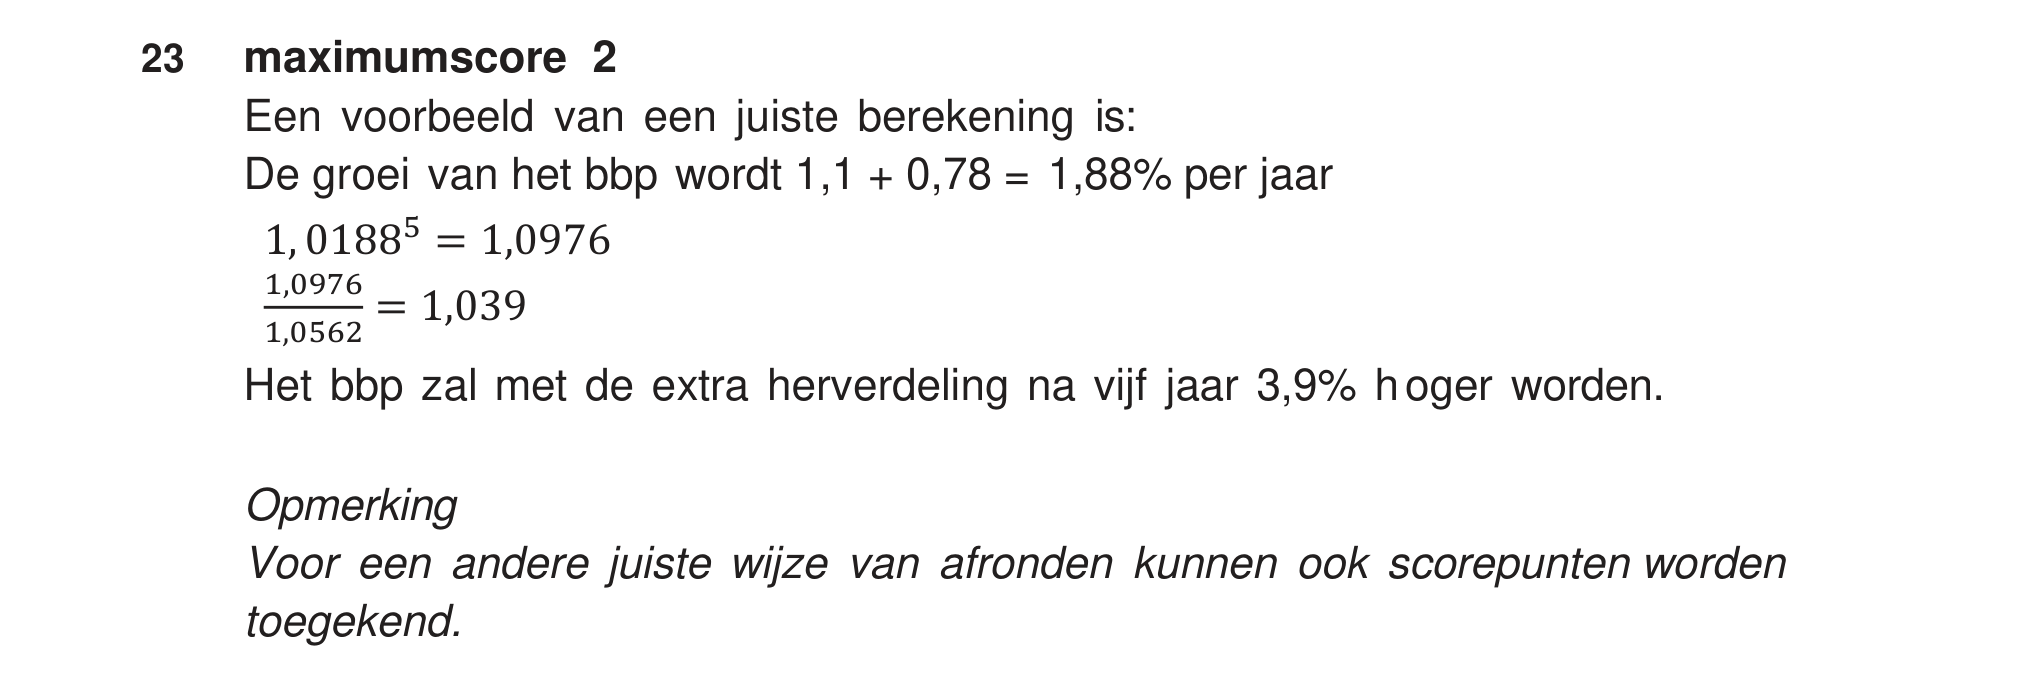 23 maximumscore 2
Een voorbeeld van een juiste berekening is:
De groei van het bbp wordt 1,1 + 0,78 = 1,88% per jaar
1,0188⁵ = 1,0976
1,0976/1,0562 = 1,039
Het bbp zal met de extra herverdeling na vijf jaar 3,9% hoger worden.
Opmerking
Voor een andere juiste wijze van afronden kunnen ook scorepunten worden
toegekend.